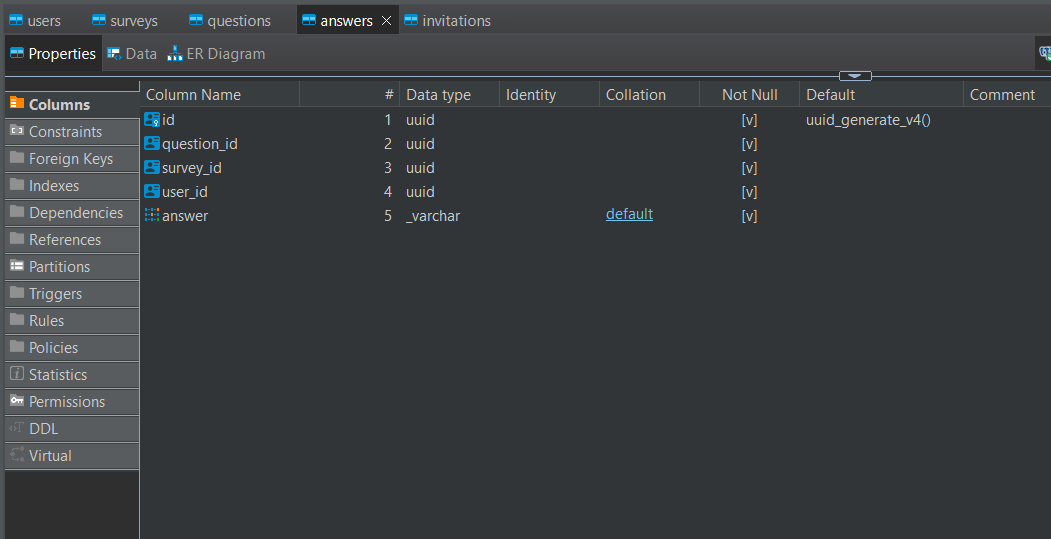 users surveys questions answers invitations
Properties Data ER Diagram
Column Name # Data type Identity Collation Not Null Default Comment
id 1 uuid [v] uuid_generate_v4()
question_id 2 uuid [v]
survey_id 3 uuid [v]
user_id 4 uuid [v]
answer 5 _varchar default [v]
Columns
Constraints
Foreign Keys
Indexes
Dependencies
References
Partitions
Triggers
Rules
Policies
Statistics
Permissions
DDL
Virtual